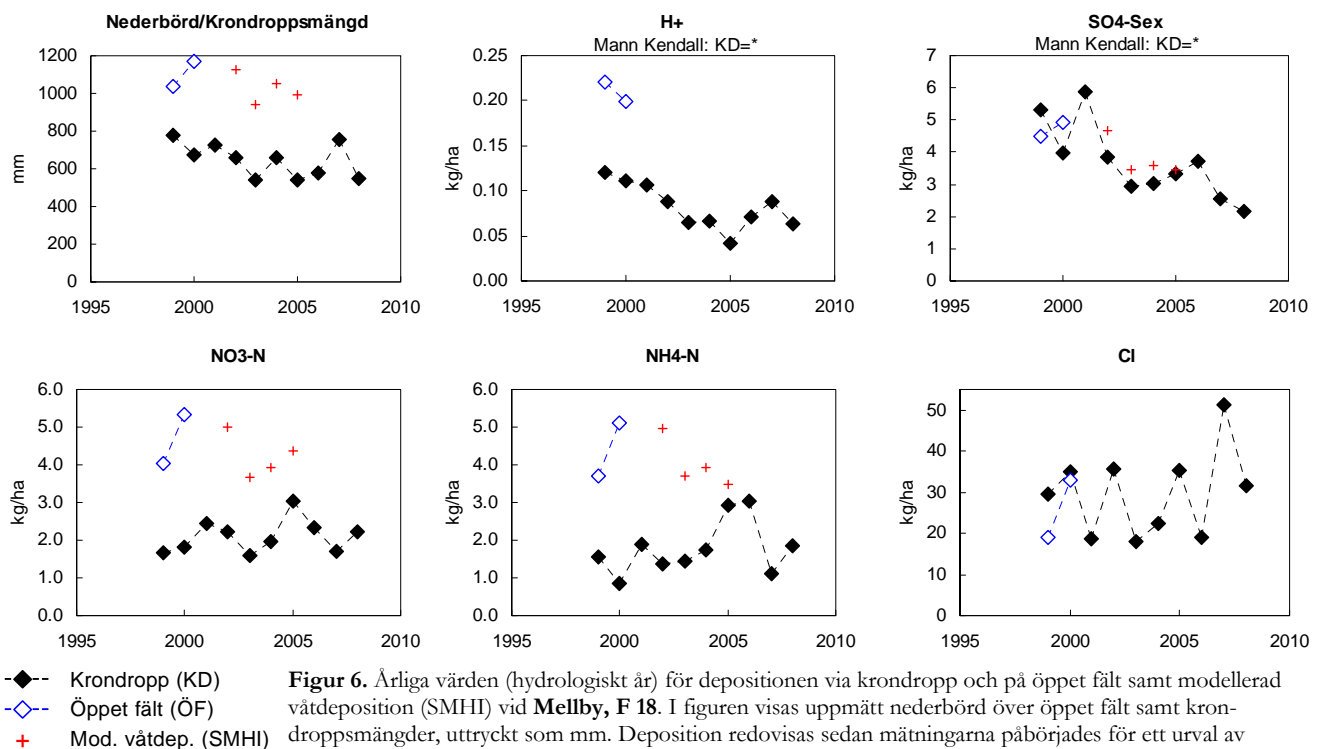 Nederbörd/Krondroppsmängd
1200
1000
800
600
400
200
0
mm
1995 2000 2005 2010
H+
Mann Kendall: KD=*
0.25
0.20
0.15
0.10
0.05
0.00
kg/ha
1995 2000 2005 2010
SO4-Sex
Mann Kendall: KD=*
7
6
5
4
3
2
1
0
kg/ha
1995 2000 2005 2010
NO3-N
6.0
5.0
4.0
3.0
2.0
1.0
0.0
kg/ha
1995 2000 2005 2010
NH4-N
6.0
5.0
4.0
3.0
2.0
1.0
0.0
kg/ha
1995 2000 2005 2010
Cl
50
40
30
20
10
0
kg/ha
1995 2000 2005 2010
Krondropp (KD)
Öppet fält (ÖF)
Mod. våtdep. (SMHI)
Figur 6. Årliga värden (hydrologiskt år) för depositionen via krondropp och på öppet fält samt modellerad
våtdeposition (SMHI) vid Mellby, F 18. I figuren visas uppmätt nederbörd över öppet fält samt kron-
droppsmängder, uttryckt som mm. Deposition redovisas sedan mätningarna påbörjades för ett urval av